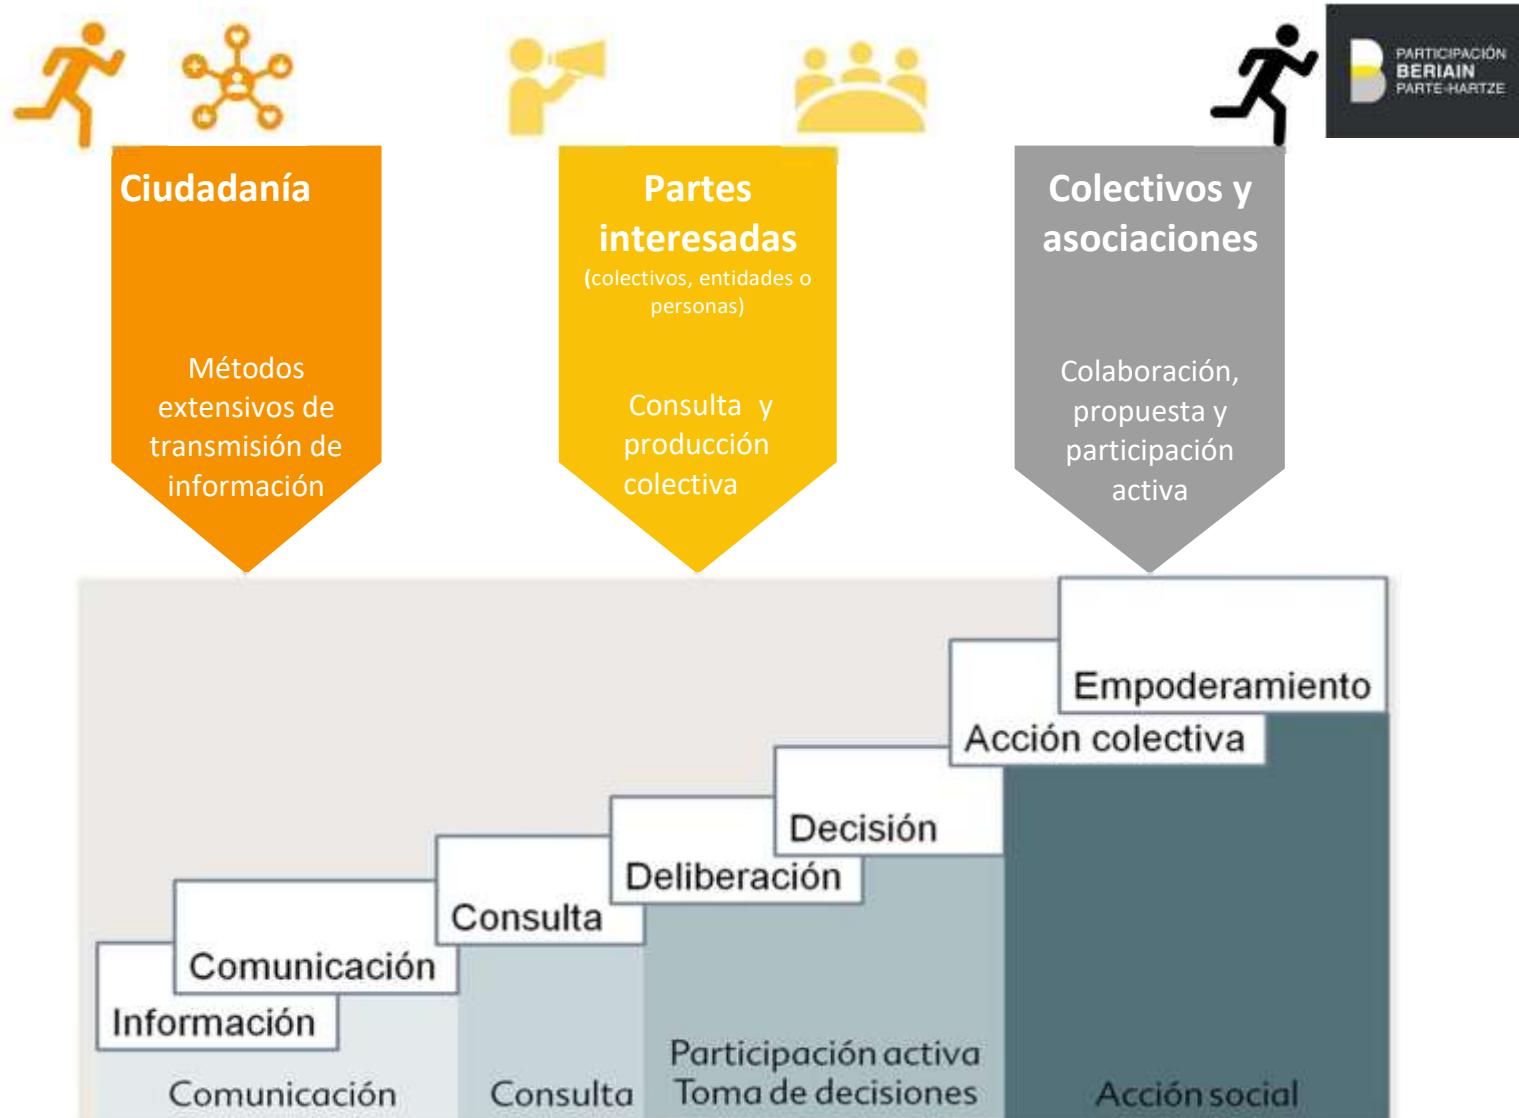 PARTICIPACIÓN
BERIAIN
PARTE-HARTZE
Ciudadanía
Métodos
extensivos de
transmisión de
información
Partes
interesadas
(colectivos, entidades o
personas)
Consulta y
producción
colectiva
Colectivos y
asociaciones
Colaboración,
propuesta y
participación
activa
Empoderamiento
Acción colectiva
Decisión
Deliberación
Consulta
Comunicación
Información
Comunicación
Consulta
Participación activa
Toma de decisiones
Acción social